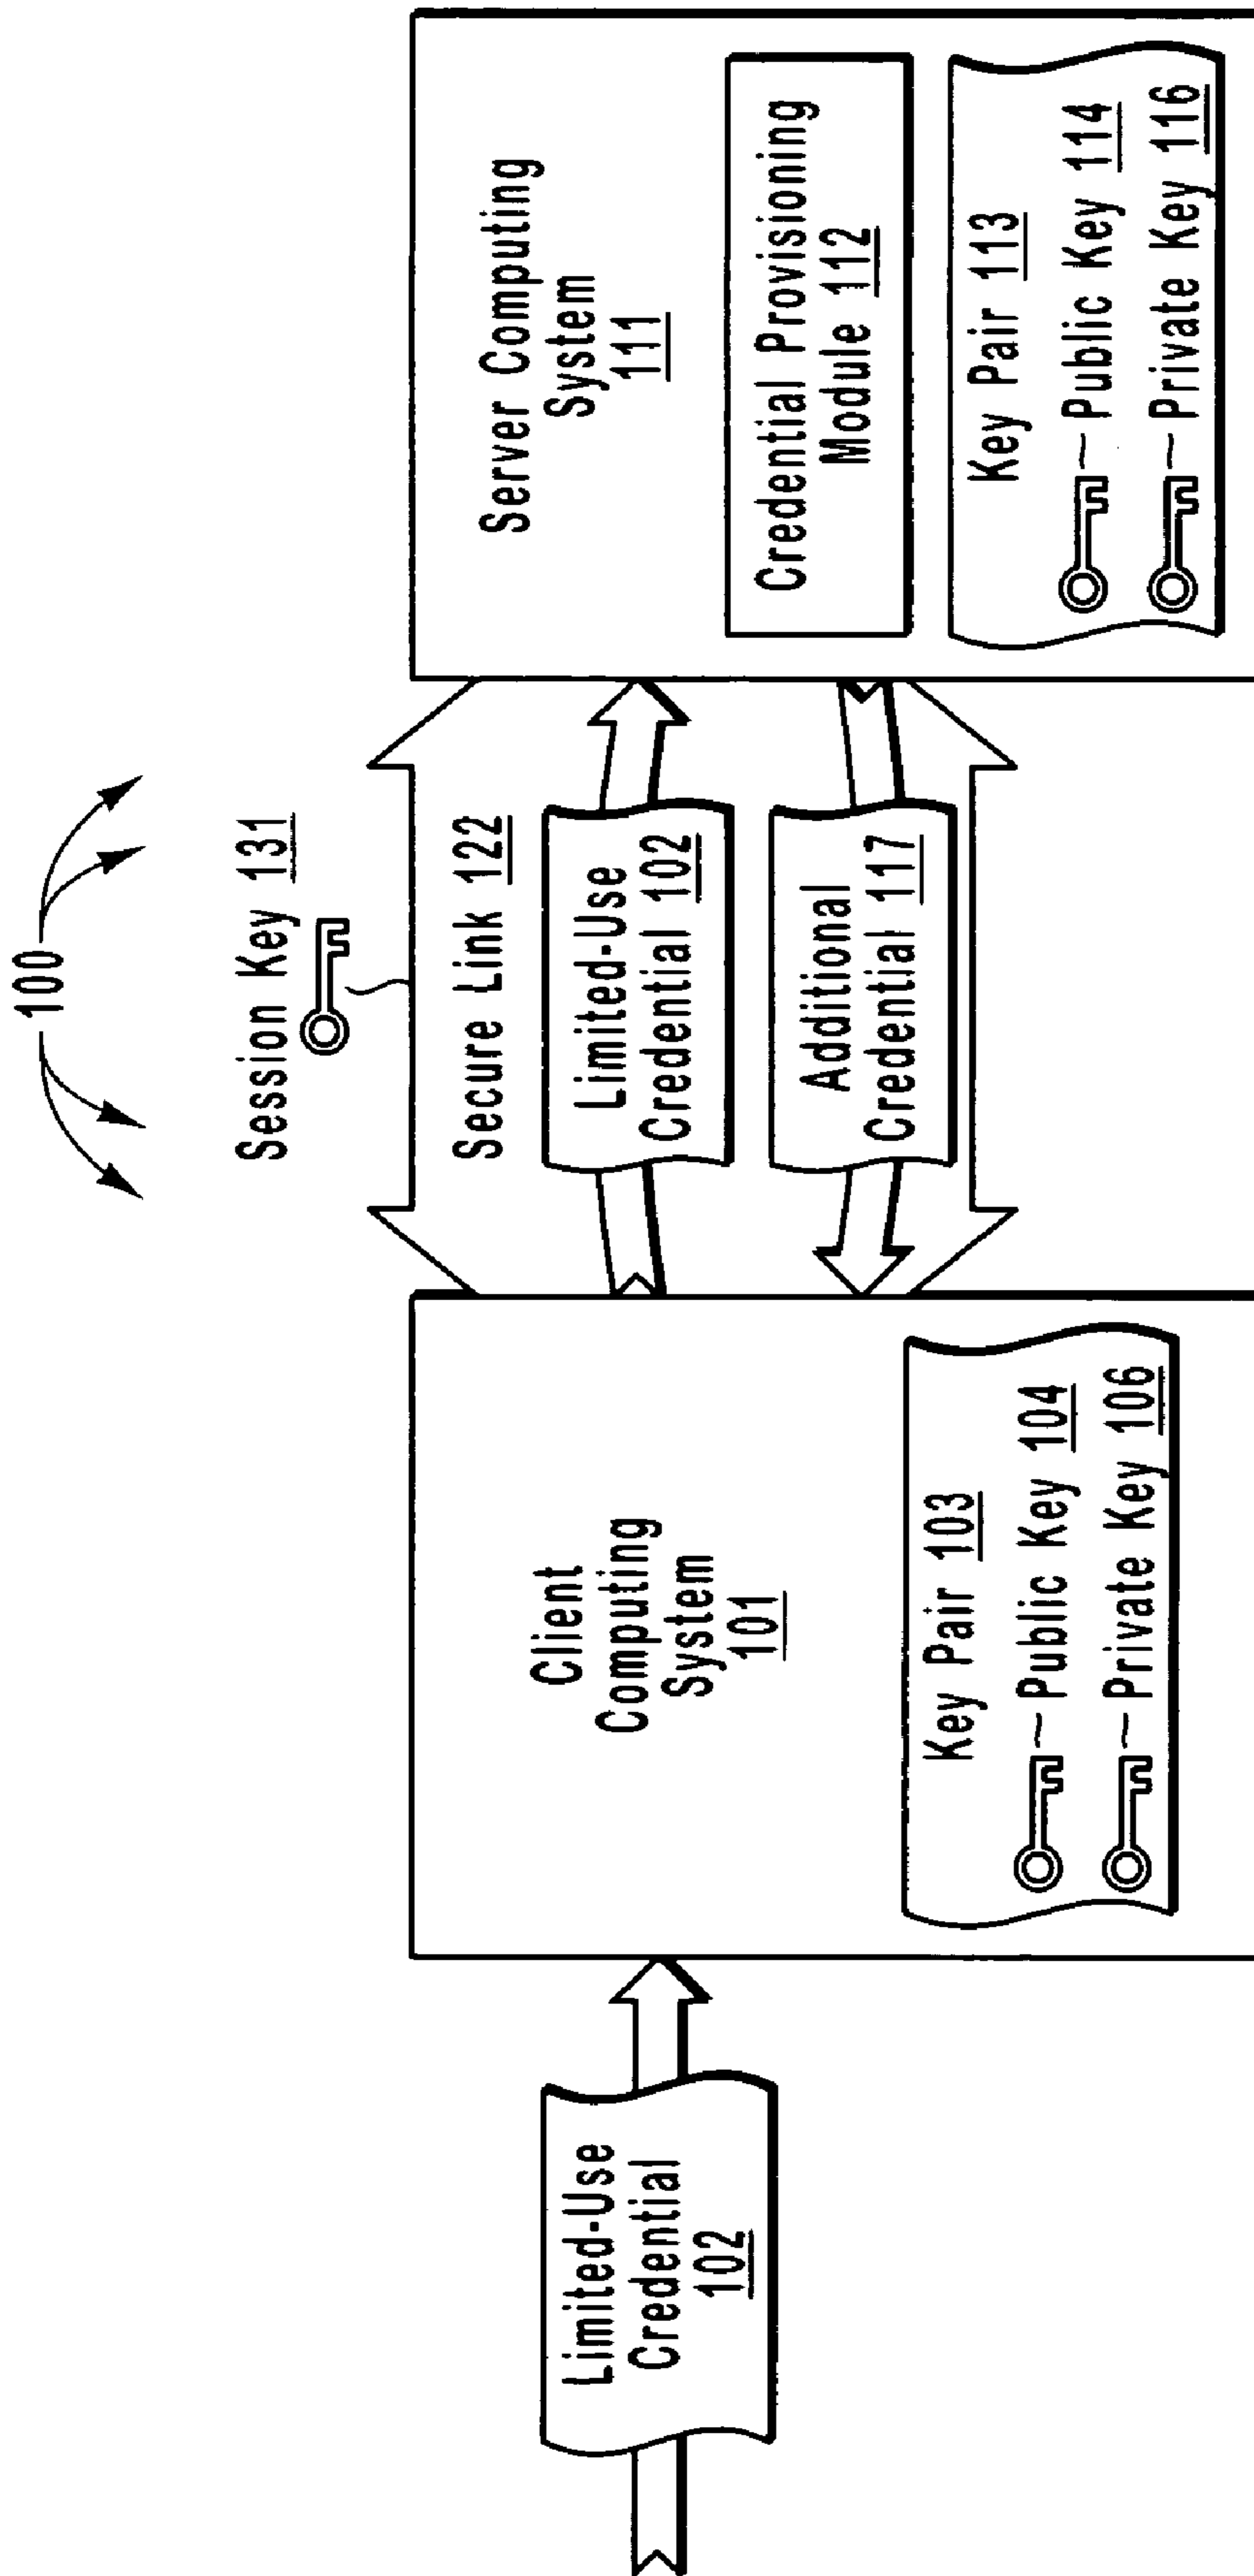 100
Session Key 131
Secure Link 122
Limited-Use
Credential 102
Client
Computing
System
101
Key Pair 103
Public Key 104
Private Key 106
Limited-Use
Credential 102
Additional
Credential 117
Server Computing
System
111
Credential Provisioning
Module 112
Key Pair 113
Public Key 114
Private Key 116